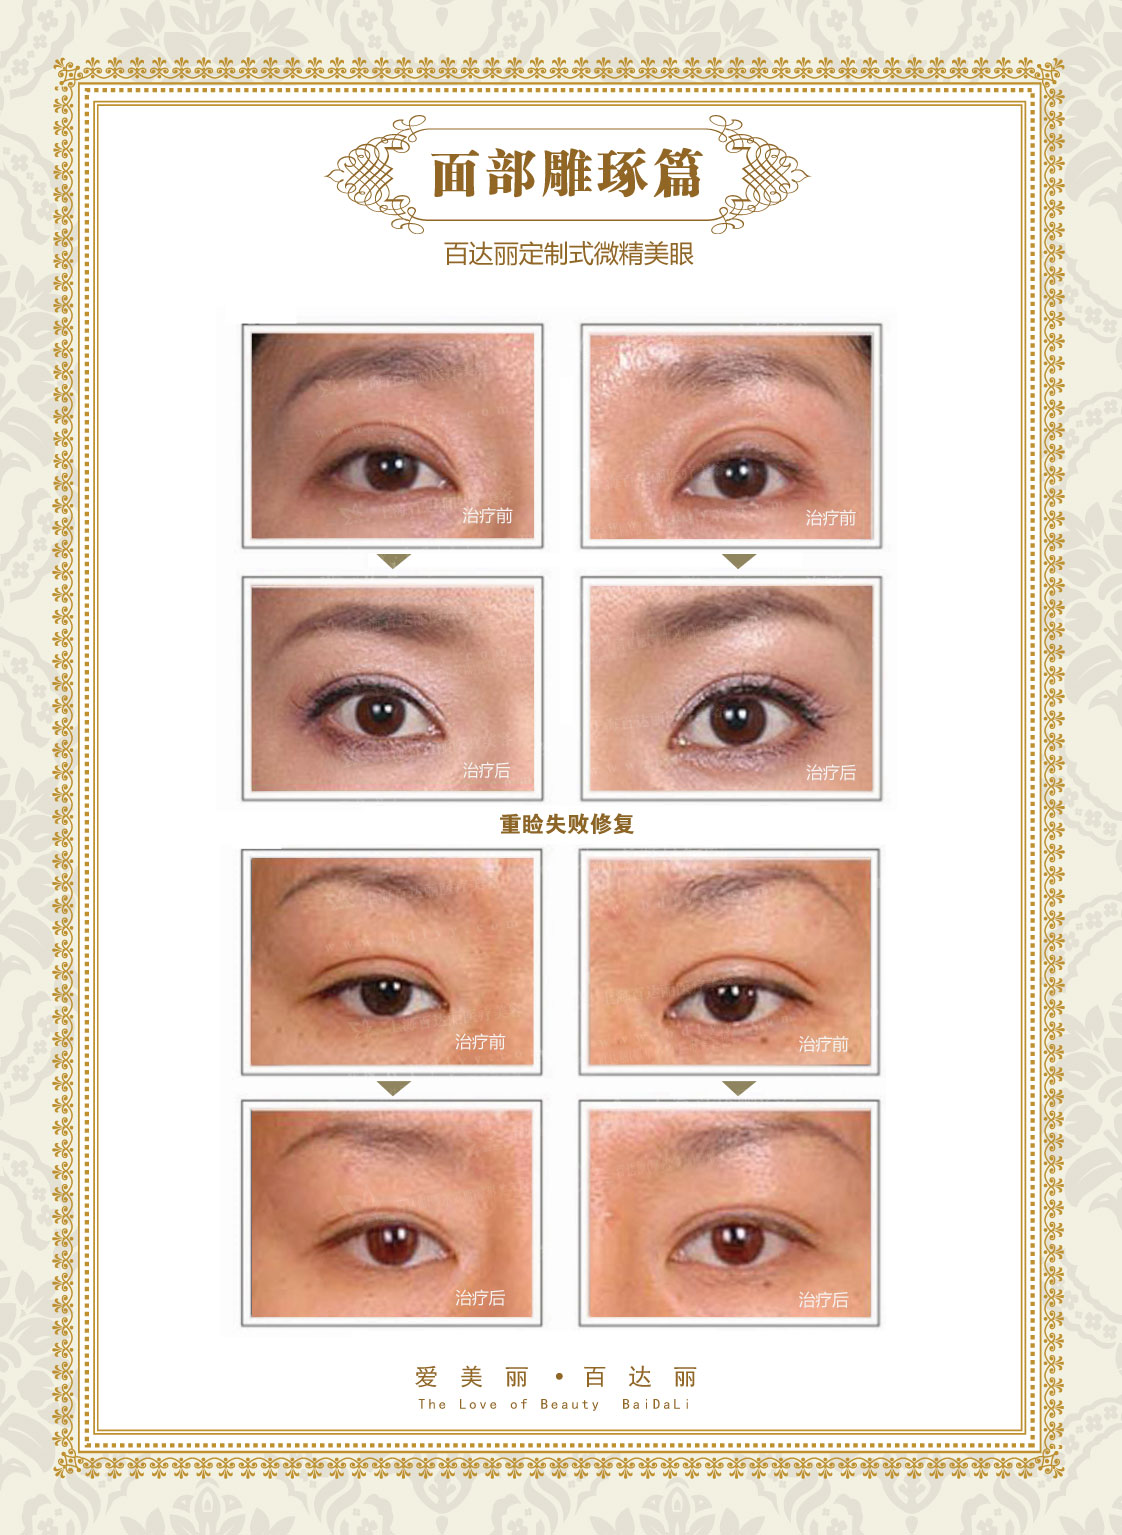 面部雕琢篇
百达丽定制式微精美眼
治疗前 治疗前
治疗后 治疗后
重睑失败修复
治疗前 治疗前
治疗后 治疗后
爱美丽·百达丽
The Love of Beauty BaiDaLi